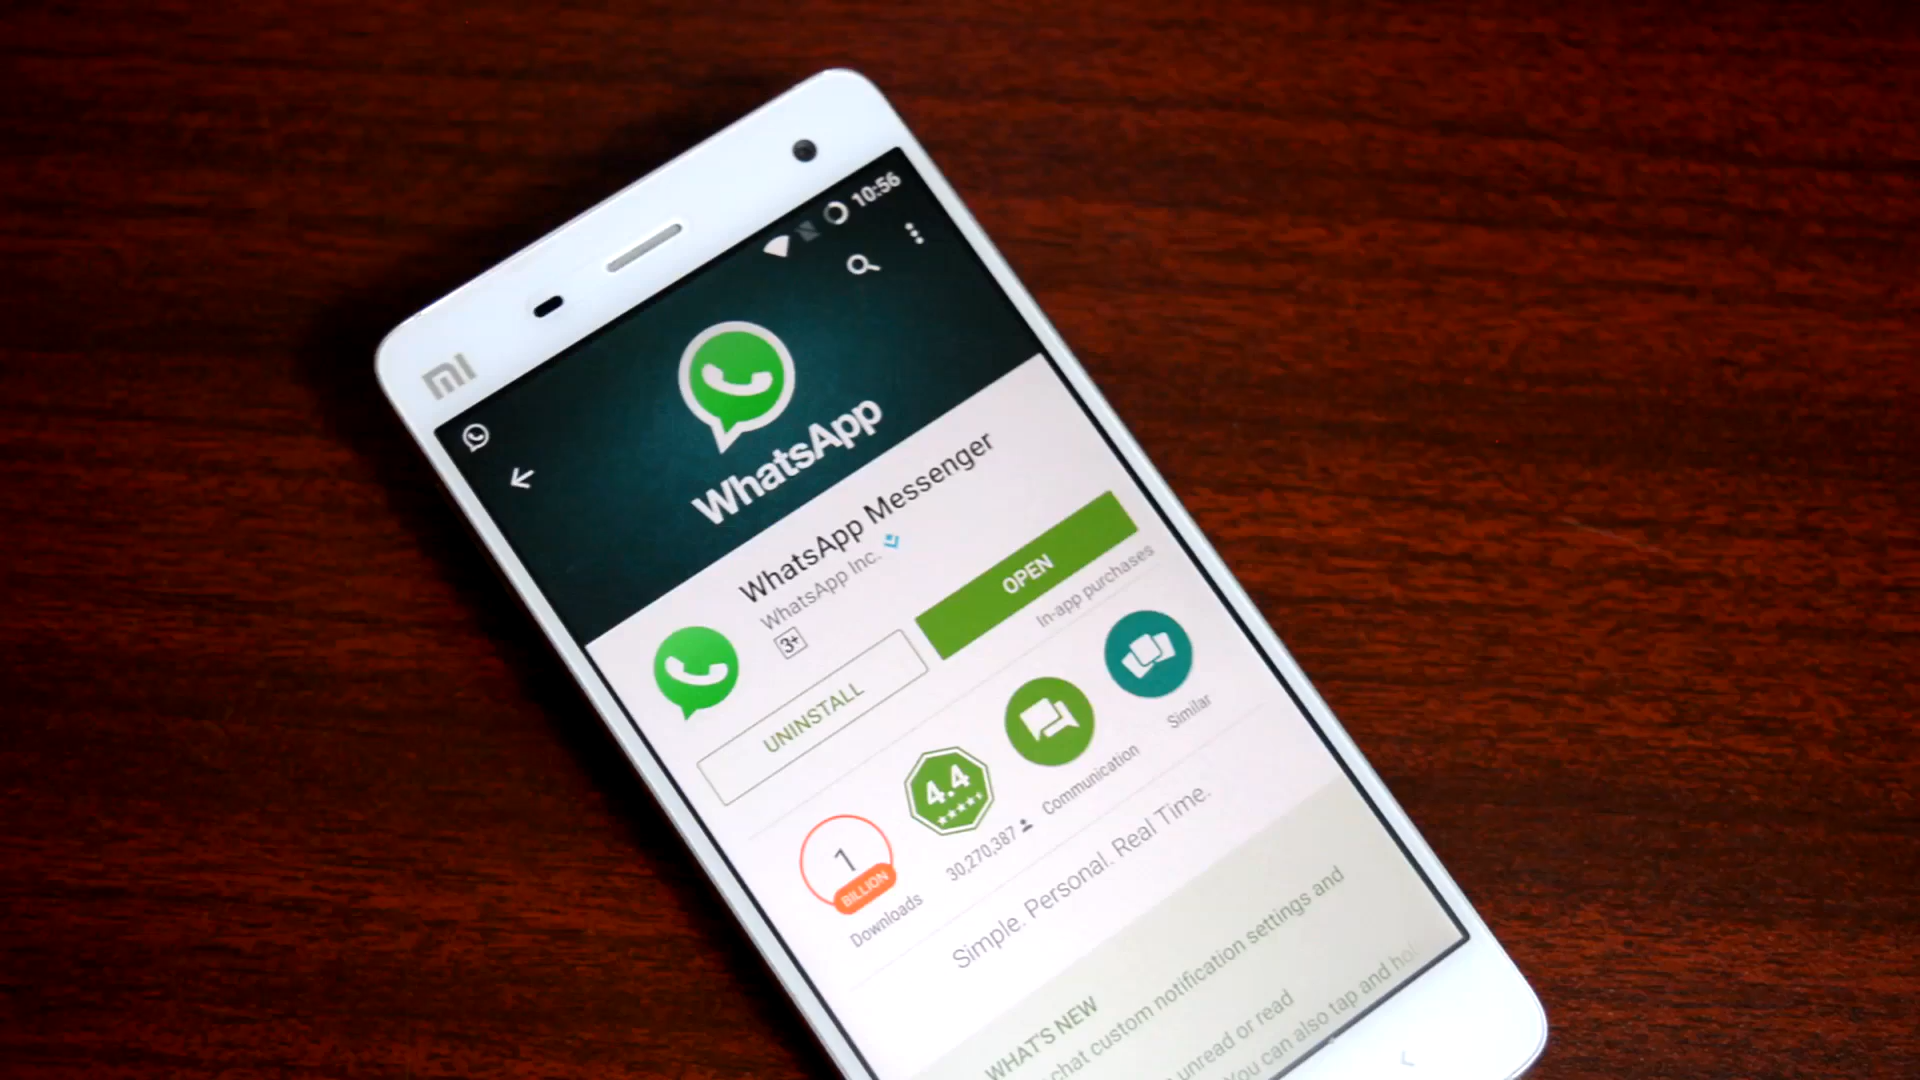 MI
10:56
WhatsApp
WhatsApp Messenger
WhatsApp Inc.
3+
UNINSTALL
OPEN
In-app purchases
1
BILLION
Downloads
4.4
30,270,387
Communication
Similar
Simple. Personal. Real Time.
WHAT'S NEW
chat custom notification settings and
unread or read
You can also tap and